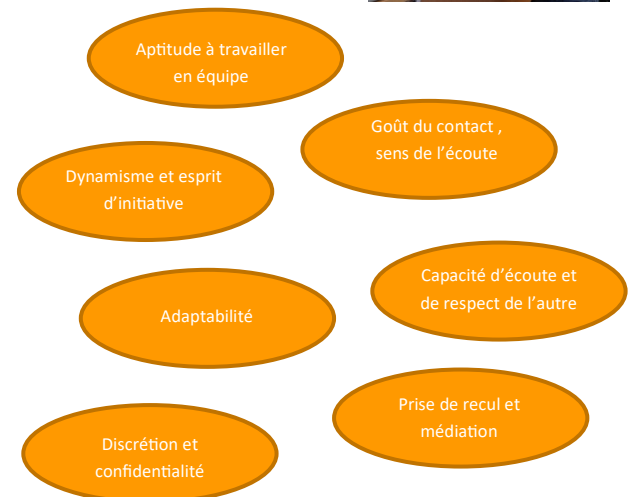 Aptitude à travailler
en équipe
Goût du contact ,
sens de l'écoute
Dynamisme et esprit
d'initiative
Capacité d'écoute et
de respect de l'autre
Adaptabilité
Prise de recul et
médiation
Discrétion et
confidentialité